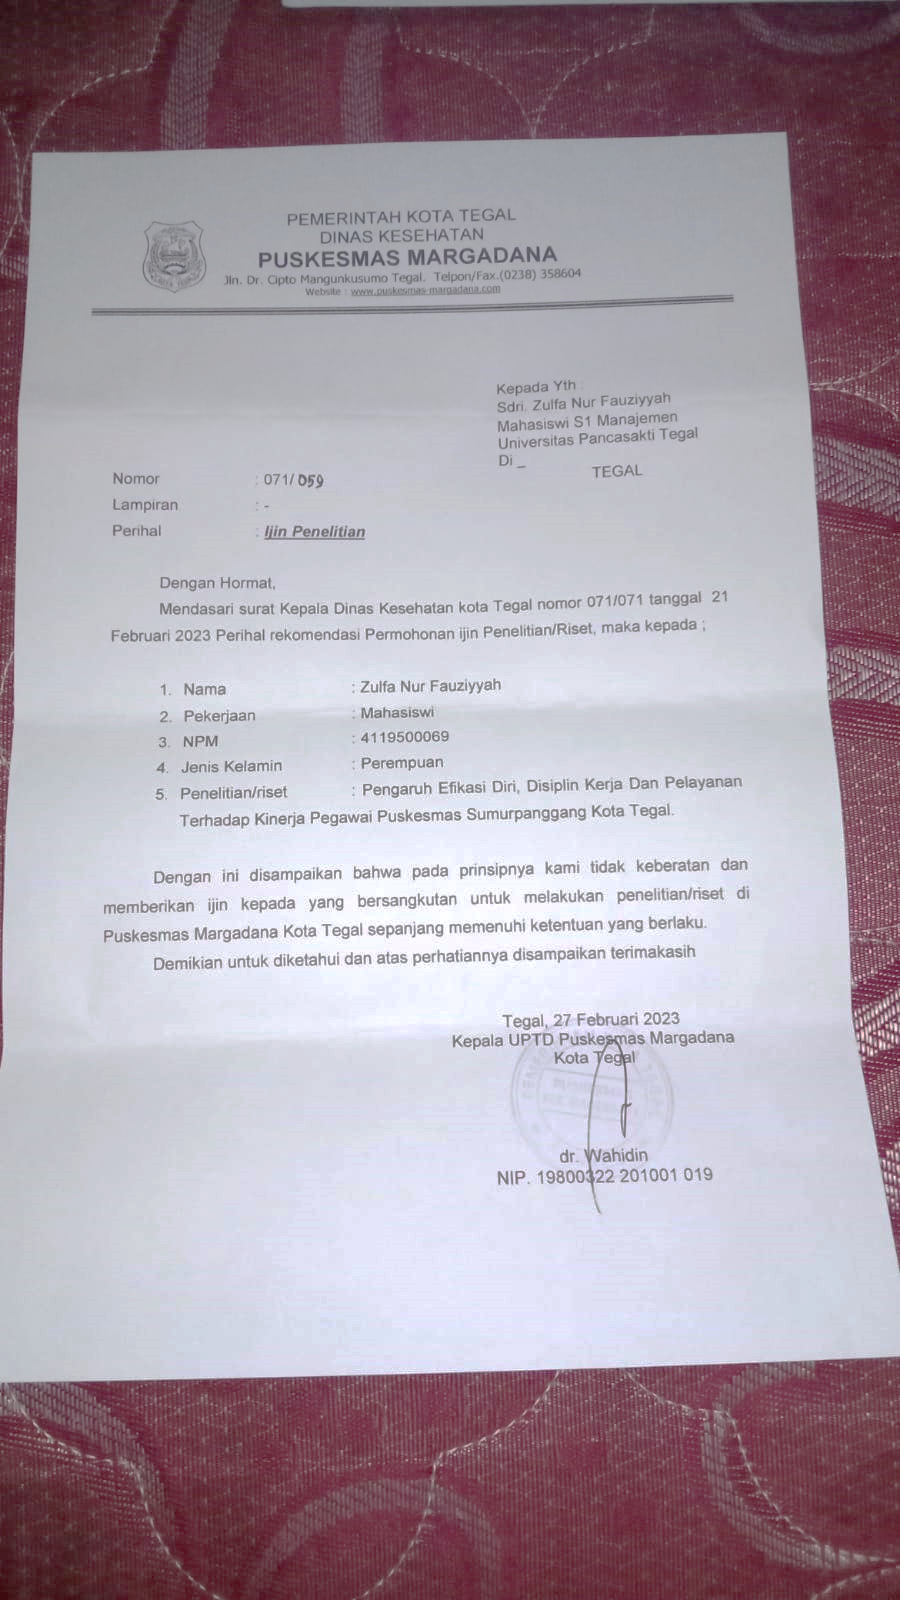 PEMERINTAH KOTA TEGAL
DINAS KESEHATAN
PUSKESMAS MARGADANA
Jln. Dr. Cipto Mangunkusumo Tegal. Telpon/Fax.(0238) 358604
Website : www.puskesmas-margadana.com
Kepada Yth :
Sdri. Zulfa Nur Fauziyyah
Mahasiswi S1 Manajemen
Universitas Pancasakti Tegal
Di _
TEGAL
Nomor : 071/059
Lampiran : -
Perihal : Ijin Penelitian
Dengan Hormat,
Mendasari surat Kepala Dinas Kesehatan kota Tegal nomor 071/071 tanggal 21
Februari 2023 Perihal rekomendasi Permohonan ijin Penelitian/Riset, maka kepada ;
1. Nama : Zulfa Nur Fauziyyah
2. Pekerjaan : Mahasiswi
3. NPM : 4119500069
4. Jenis Kelamin : Perempuan
5. Penelitian/riset : Pengaruh Efikasi Diri, Disiplin Kerja Dan Pelayanan
Terhadap Kinerja Pegawai Puskesmas Sumurpanggang Kota Tegal.
Dengan ini disampaikan bahwa pada prinsipnya kami tidak keberatan dan
memberikan ijin kepada yang bersangkutan untuk melakukan penelitian/riset di
Puskesmas Margadana Kota Tegal sepanjang memenuhi ketentuan yang berlaku.
Demikian untuk diketahui dan atas perhatiannya disampaikan terimakasih
Tegal, 27 Februari 2023
Kepala UPTD Puskesmas Margadana
Kota Tegal
dr. Wahidin
NIP. 19800322 201001 019